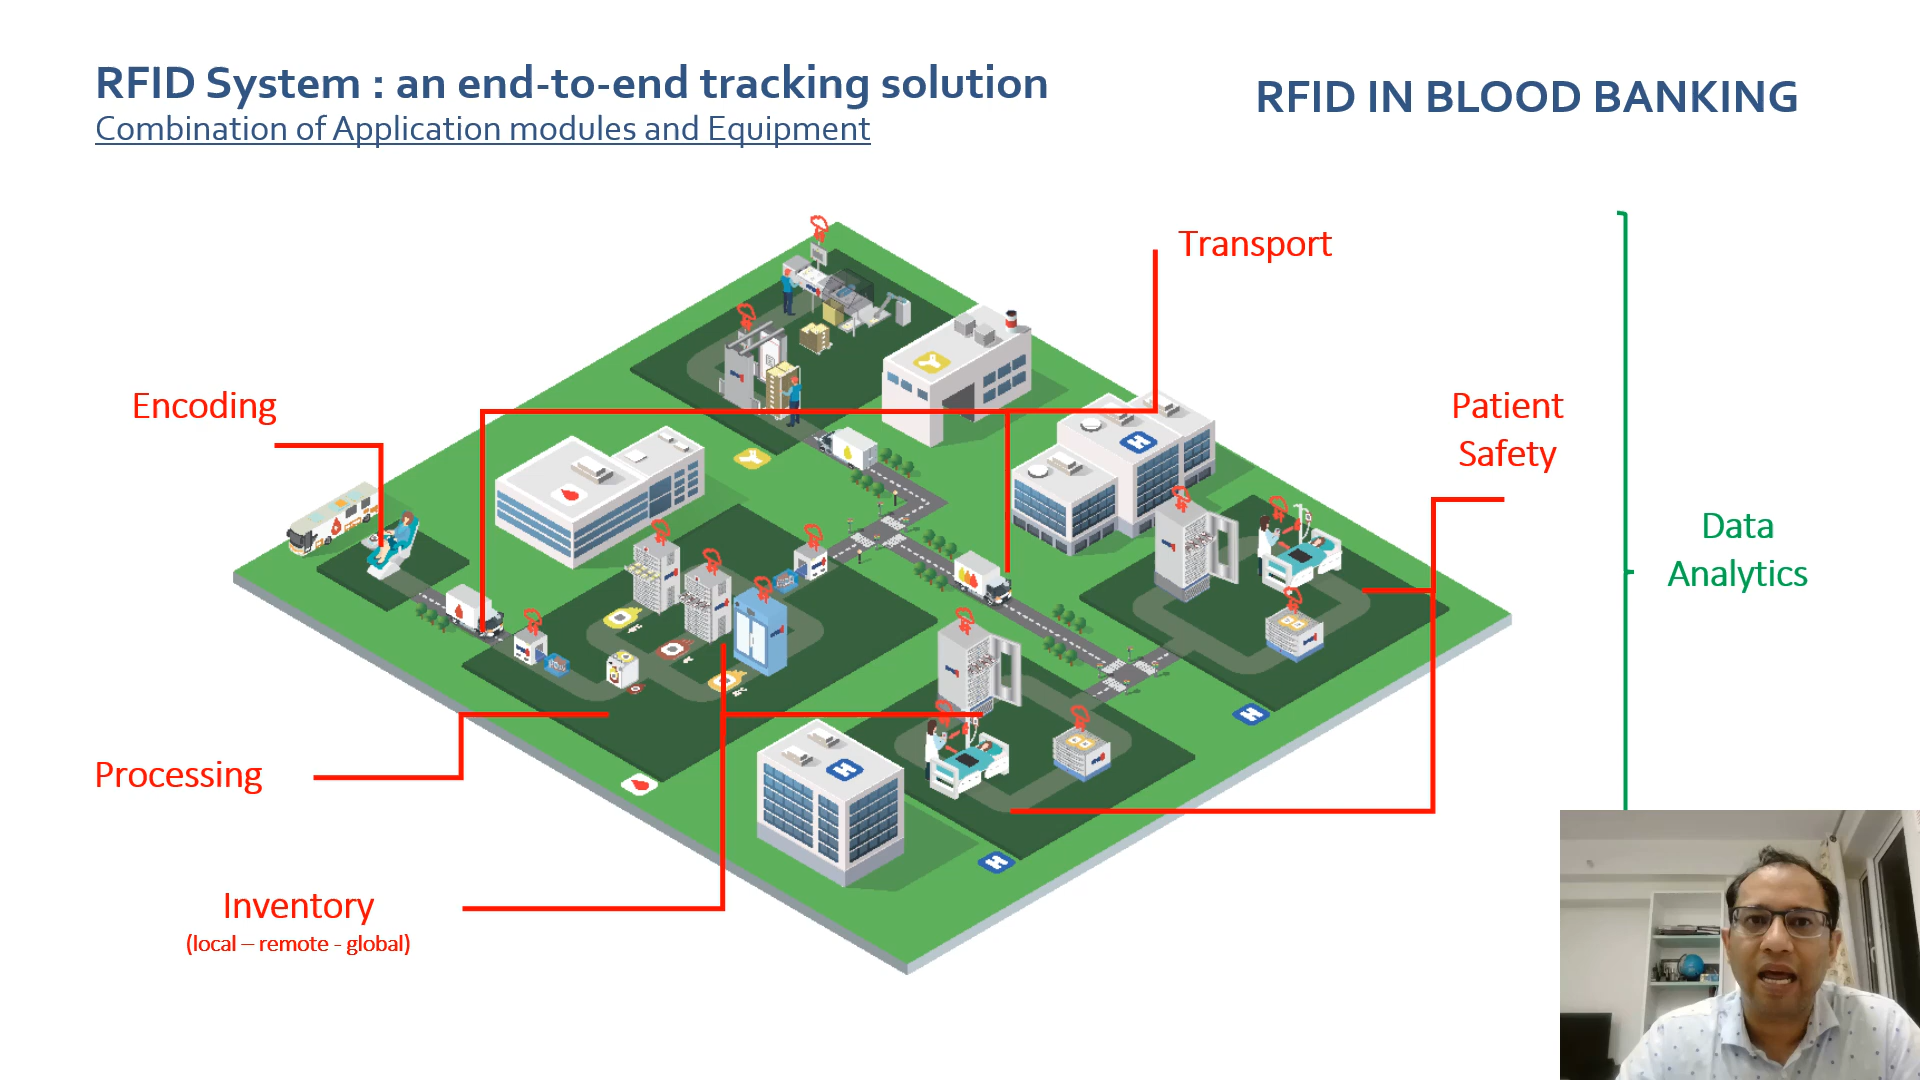 RFID System : an end-to-end tracking solution
Combination of Application modules and Equipment
RFID IN BLOOD BANKING
Transport
Encoding
Patient
Safety
Data
Analytics
Processing
Inventory
(local – remote - global)